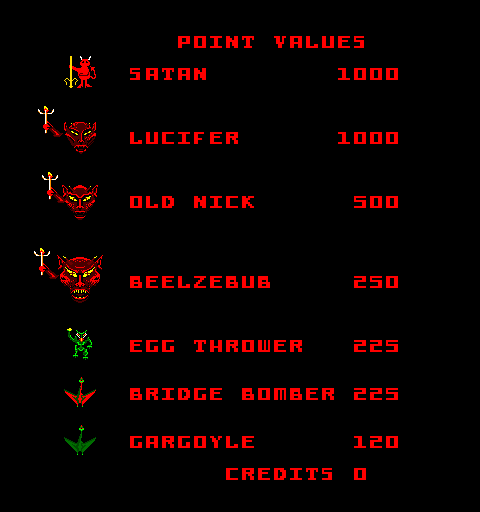 POINT VALUES
SATAN 1000
LUCIFER 1000
OLD NICK 500
BEELZEBUB 250
EGG THROWER 225
BRIDGE BOMBER 225
GARGOYLE 120
CREDITS 0